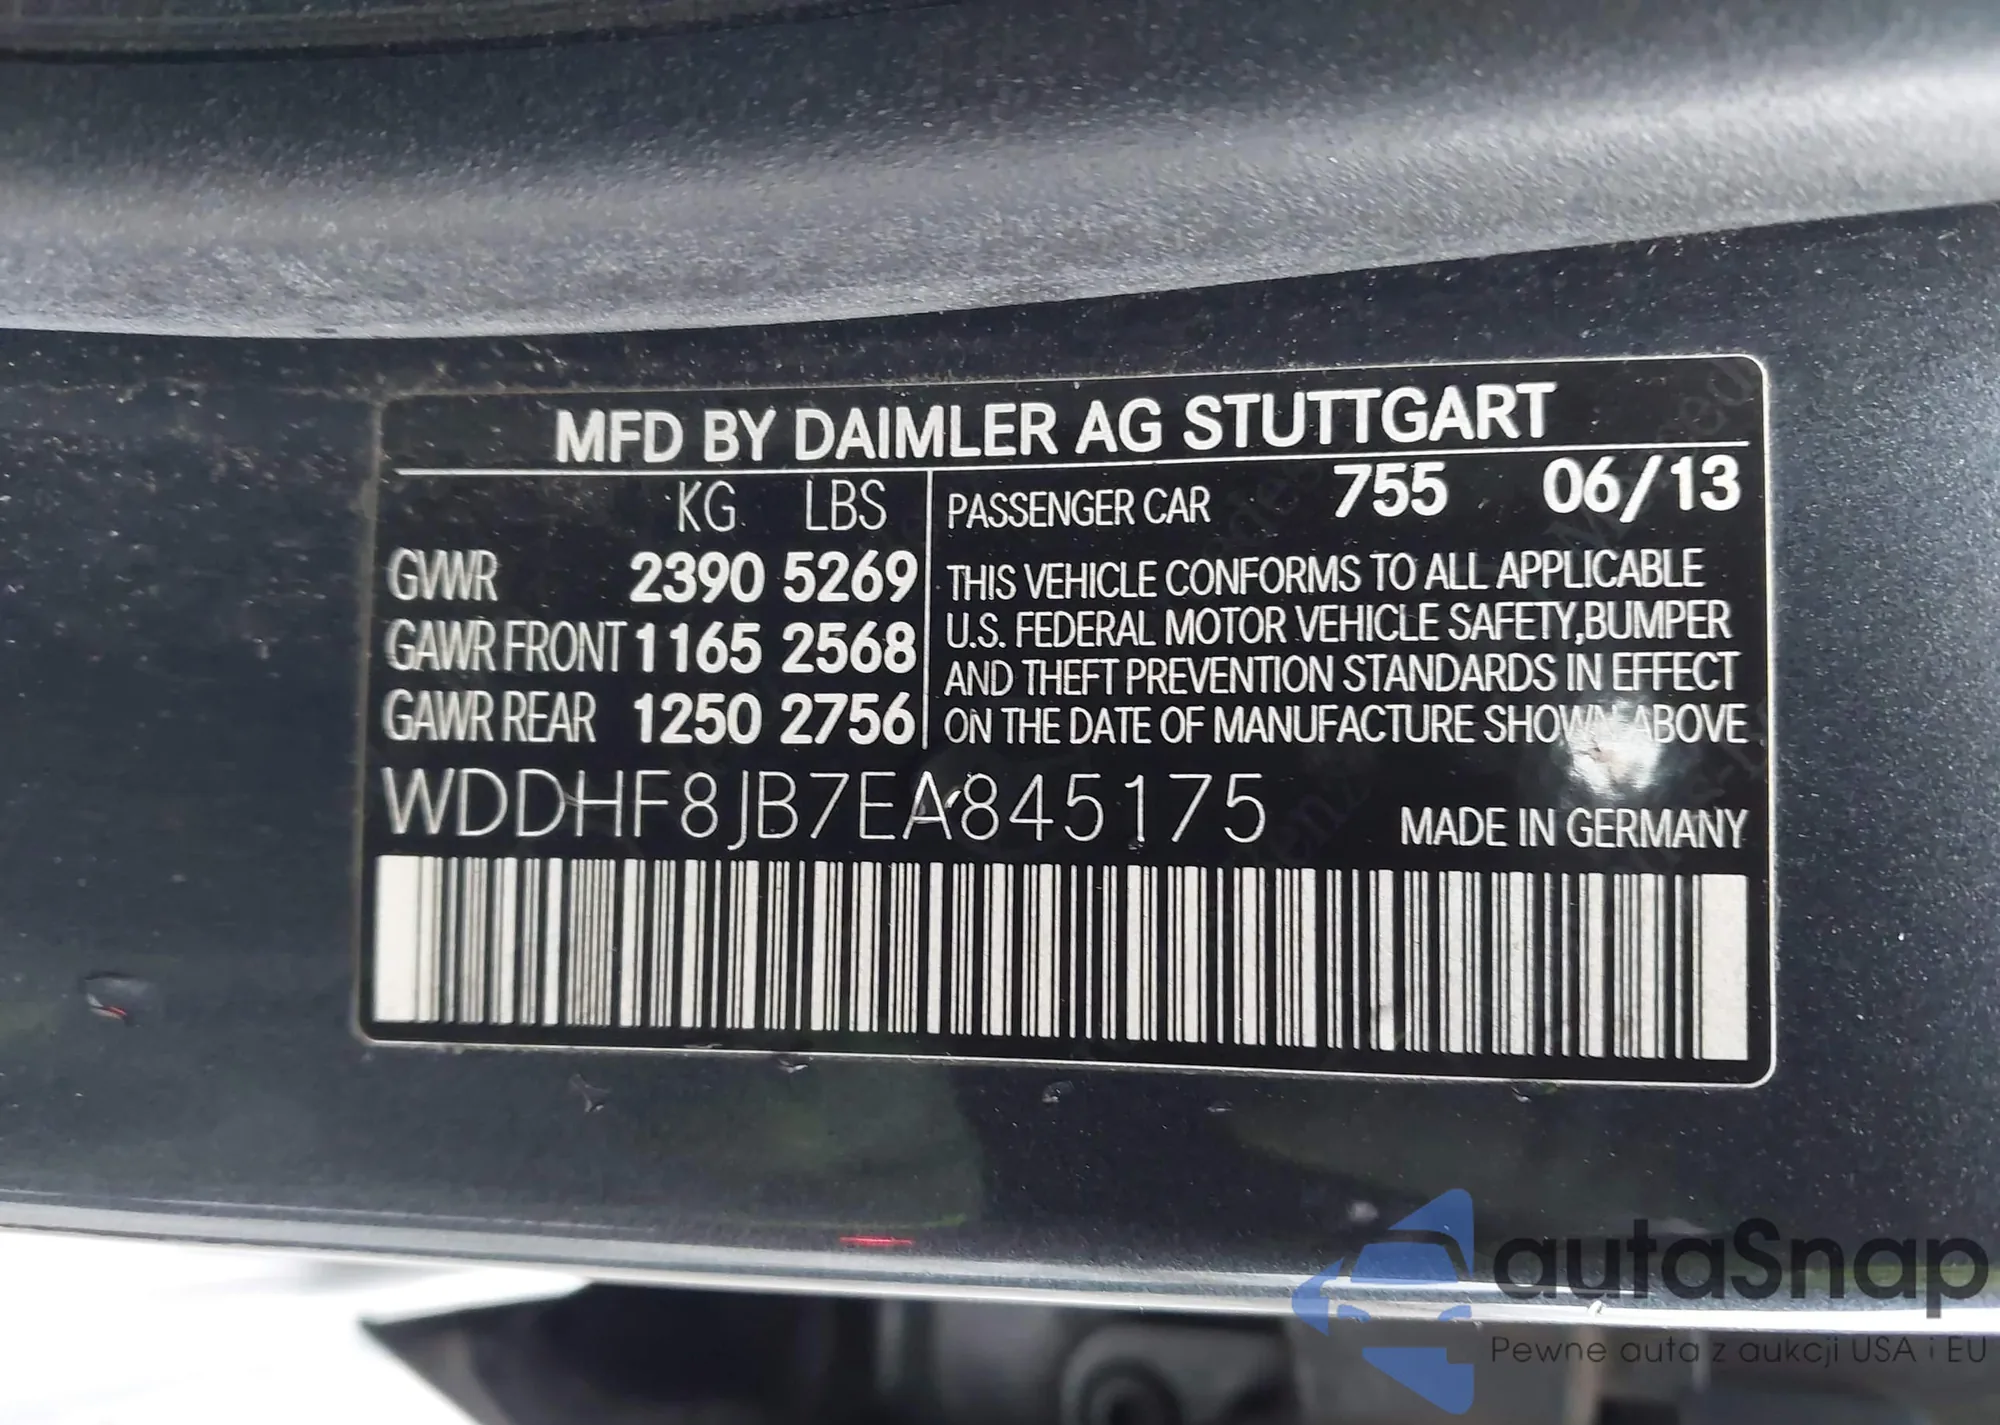 MFD BY DAIMLER AG STUTTGART
KG LBS
GVWR 2390 5269
GAWR FRONT 1165 2568
GAWR REAR 1250 2756
PASSENGER CAR 755 06/13
THIS VEHICLE CONFORMS TO ALL APPLICABLE
U.S. FEDERAL MOTOR VEHICLE SAFETY,BUMPER
AND THEFT PREVENTION STANDARDS IN EFFECT
ON THE DATE OF MANUFACTURE SHOWN ABOVE
WDDHF8JB7EA845175
MADE IN GERMANY
autaSnap
Pewne auta z aukcji USA i EU